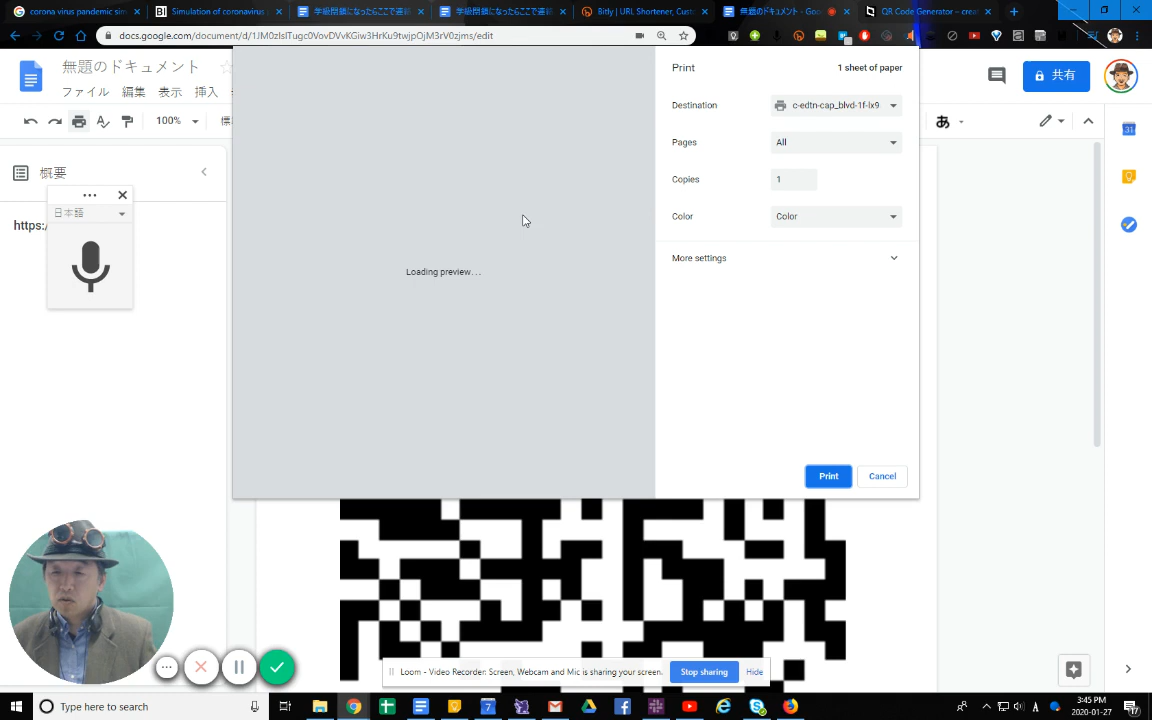 corona virus pandemic sim
Simulation of coronavirus
学級閉鎖になったらここで連絡
学級閉鎖になったらここで連絡
Bitly | URL Shortener, Custo
無題のドキュメント - Goo
QR Code Generator – creat
docs.google.com/document/d/
/edit
無題のドキュメント
ファイル 編集 表示 挿入
共有
100%
標
あ
概要
日本語
https:/
Loading preview...
Print
1 sheet of paper
Destination
c-edtn-cap_blvd-1f-lx9
Pages
All
Copies
1
Color
Color
More settings
Print
Cancel
Loom - Video Recorder: Screen, Webcam and Mic is sharing your screen.
Stop sharing
Hide
Type here to search
3:45 PM
2020-01-27
17